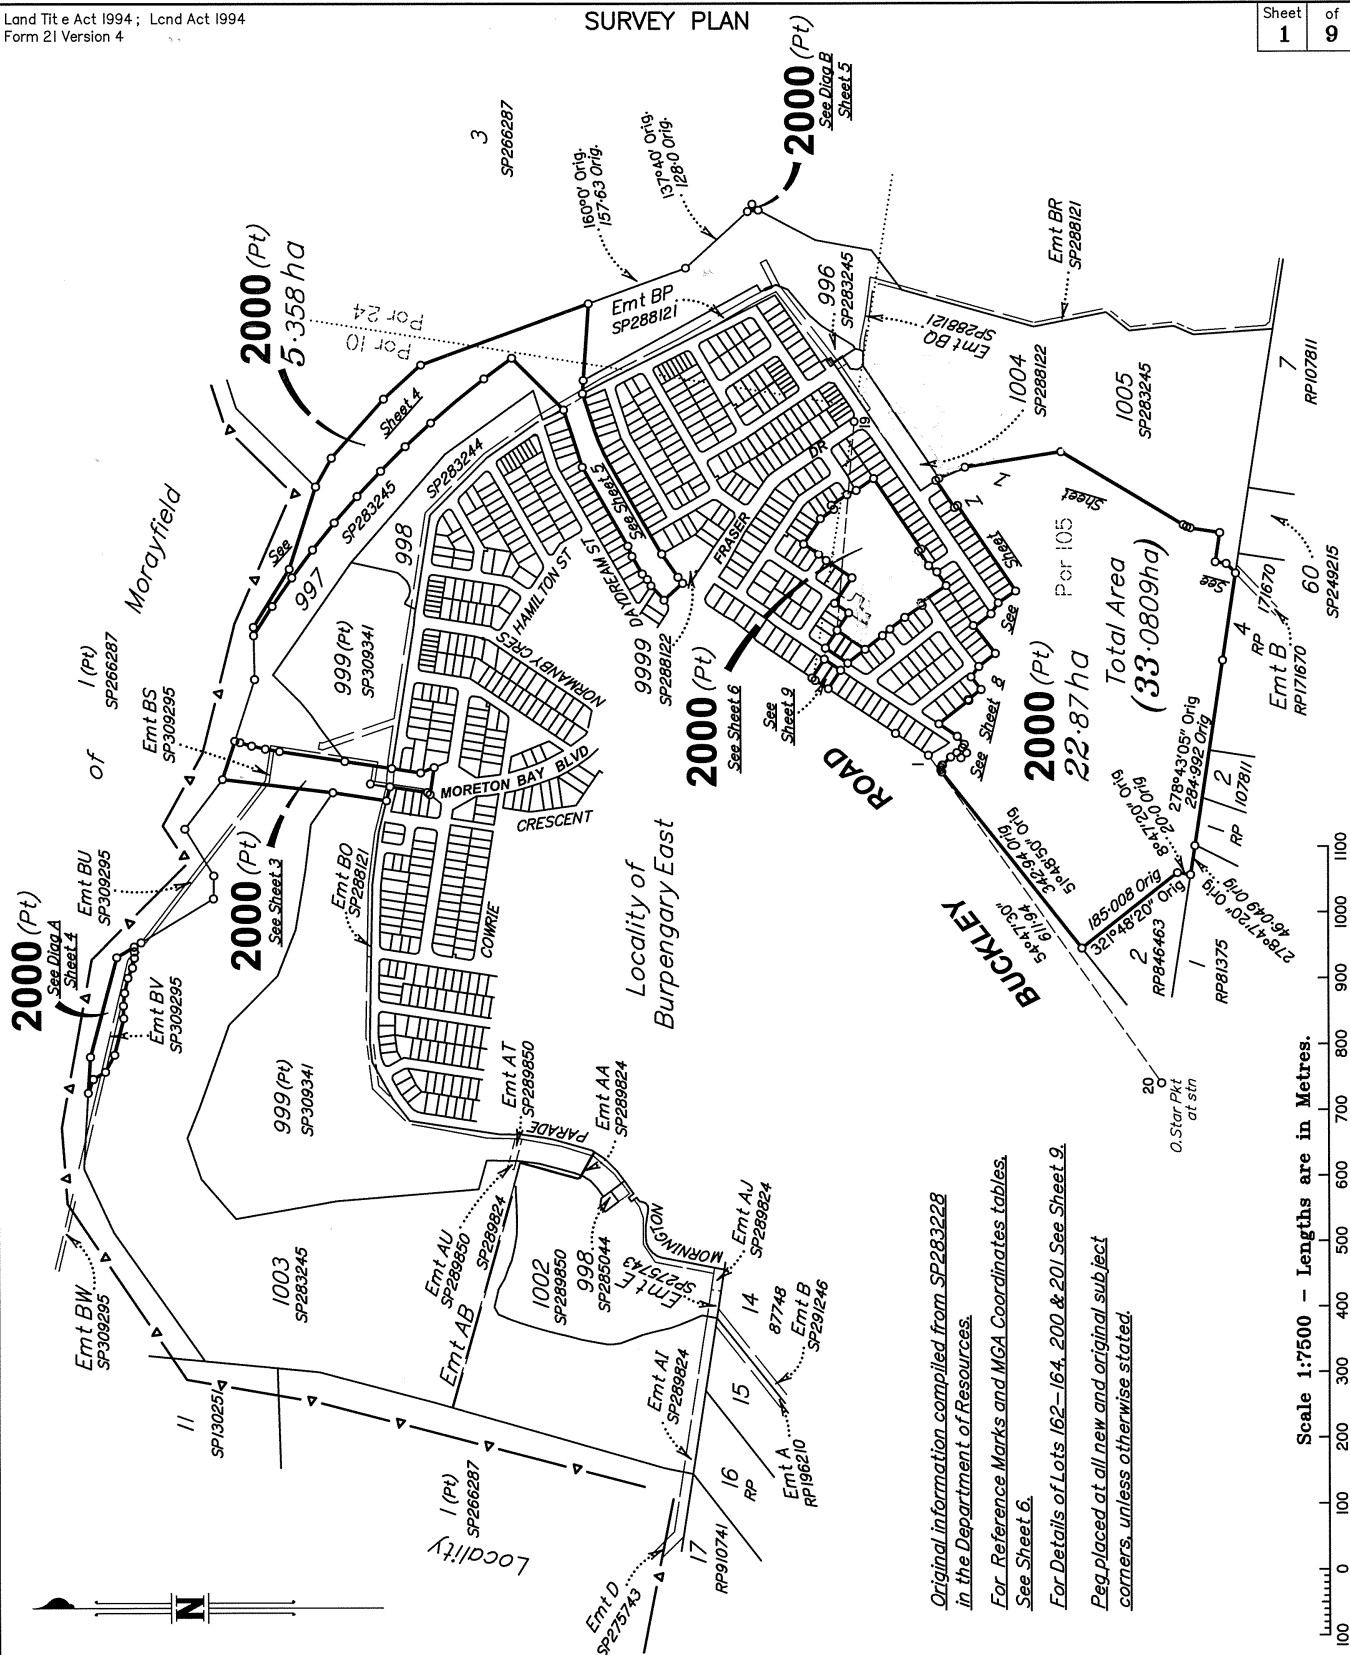 Land Tit e Act 1994 ; Lcnd Act 1994
Form 21 Version 4
SURVEY PLAN
Sheet of
1 9
3
SP266287
2000 (Pt)
See Diag B
Sheet 5
160°0' Orig.
157·63 Orig.
137°40' Orig.
128·0 Orig.
2000 (Pt)
5·358 ha
Por 24
Por 10
Sheet 4
See
Emt BP
SP288121
996
SP283245
Emt BR
SP288121
Emt BQ
SP288121
1004
SP288122
1005
SP283245
7
RP107811
Morayfield
of
1 (Pt)
SP266287
SP283245
997
SP283244
998
999 (Pt)
SP309341
HAMILTON ST
NORMANBY CRES
DAYDREAM ST
See Sheet 5
FRASER
DR
19
9999
SP288122
2000 (Pt)
See Sheet 6
See
Sheet 9
Sheet 7
See
Sheet 7
See
See Sheet 8
Por 105
Total Area
(33·0809ha)
2000 (Pt)
22·87 ha
60
SP249215
4
RP 171670
Emt B
RP171670
Emt BS
SP309295
MORETON BAY BLVD
CRESCENT
2000 (Pt)
See Sheet 3
Emt BU
SP309295
2000 (Pt)
See Diag A
Sheet 4
Emt BV
SP309295
Emt BO
SP288121
COWRIE
Locality of
Burpengary East
BUCKLEY
ROAD
1
342·94 Orig
51°48'50" Orig
54°47'30"
611·94
185·008 Orig
321°48'20" Orig
8°47'20" Orig
20·0 Orig
278°43'05" Orig
284·992 Orig
278°47'20" Orig
46·049 Orig
2
1
RP 107811
2
RP846463
1
RP81375
20
O.Star Pkt
at stn
999 (Pt)
SP309341
Emt AT
SP289850
Emt AA
SP289824
PARADE
MORNINGTON
Emt AU
SP289850
SP289824
Emt AB
1002
SP289850
998
SP285044
Emt E
SP275743
Emt AJ
SP289824
14
87748
Emt B
SP291246
15
Emt AI
SP289824
Emt A
RP196210
16
RP
17
RP910741
Emt D
SP275743
1003
SP283245
Emt BW
SP309295
11
SP130251
1 (Pt)
SP266287
Locality
N
Original information compiled from SP283228
in the Department of Resources.
For Reference Marks and MGA Coordinates tables,
See Sheet 6.
For Details of Lots 162-164, 200 & 201 See Sheet 9.
Peg placed at all new and original subject
corners, unless otherwise stated.
Scale 1:7500 – Lengths are in Metres.
100 0 100 200 300 400 500 600 700 800 900 1000 1100